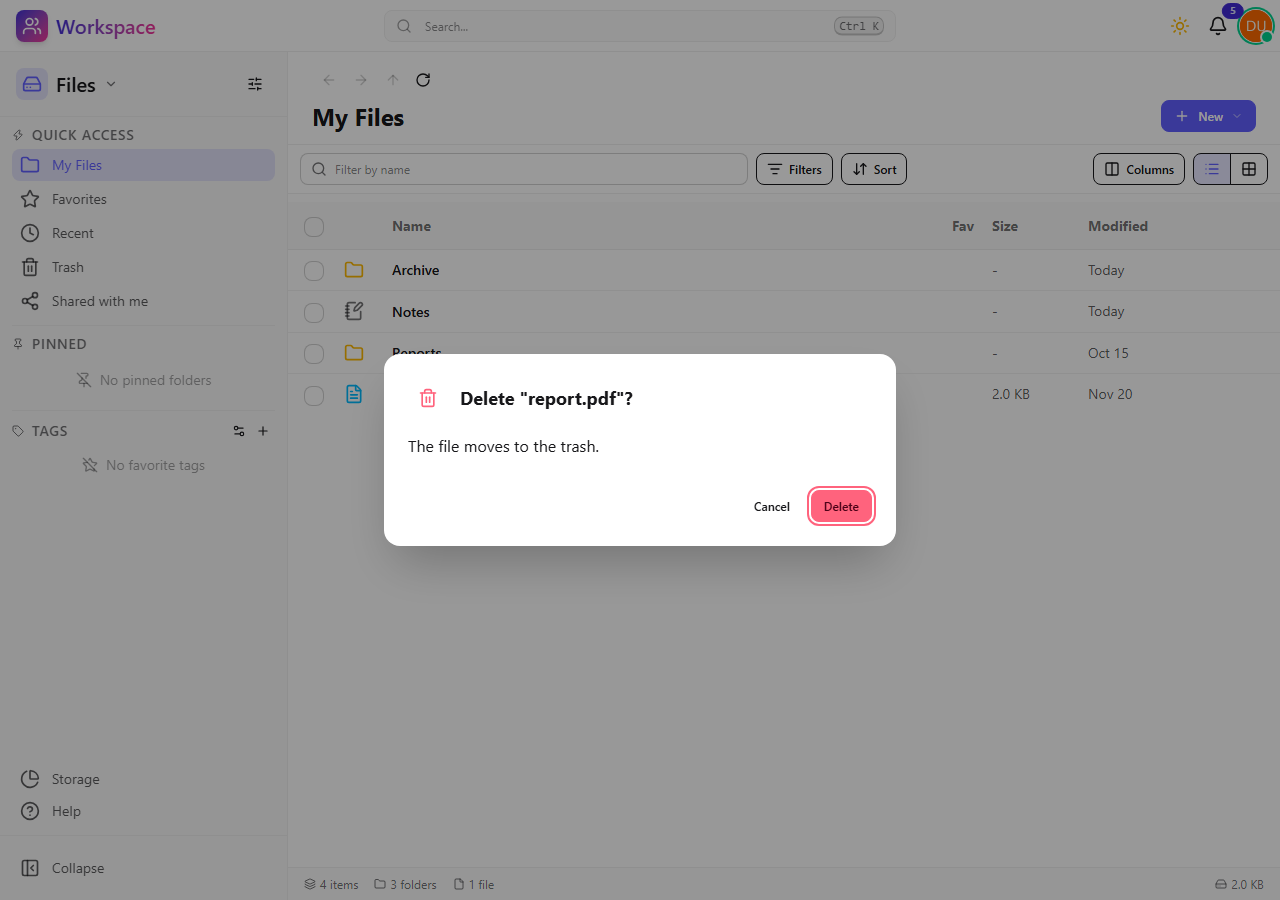 Workspace
Search...
Ctrl K
5
DU
Files
QUICK ACCESS
My Files
Favorites
Recent
Trash
Shared with me
PINNED
No pinned folders
TAGS
No favorite tags
Storage
Help
Collapse
My Files
New
Filter by name
Filters
Sort
Columns
Name Fav Size Modified
Archive - Today
Notes - Today
Reports - Oct 15
2.0 KB Nov 20
Delete "report.pdf"?
The file moves to the trash.
Cancel
Delete
4 items 3 folders 1 file 2.0 KB